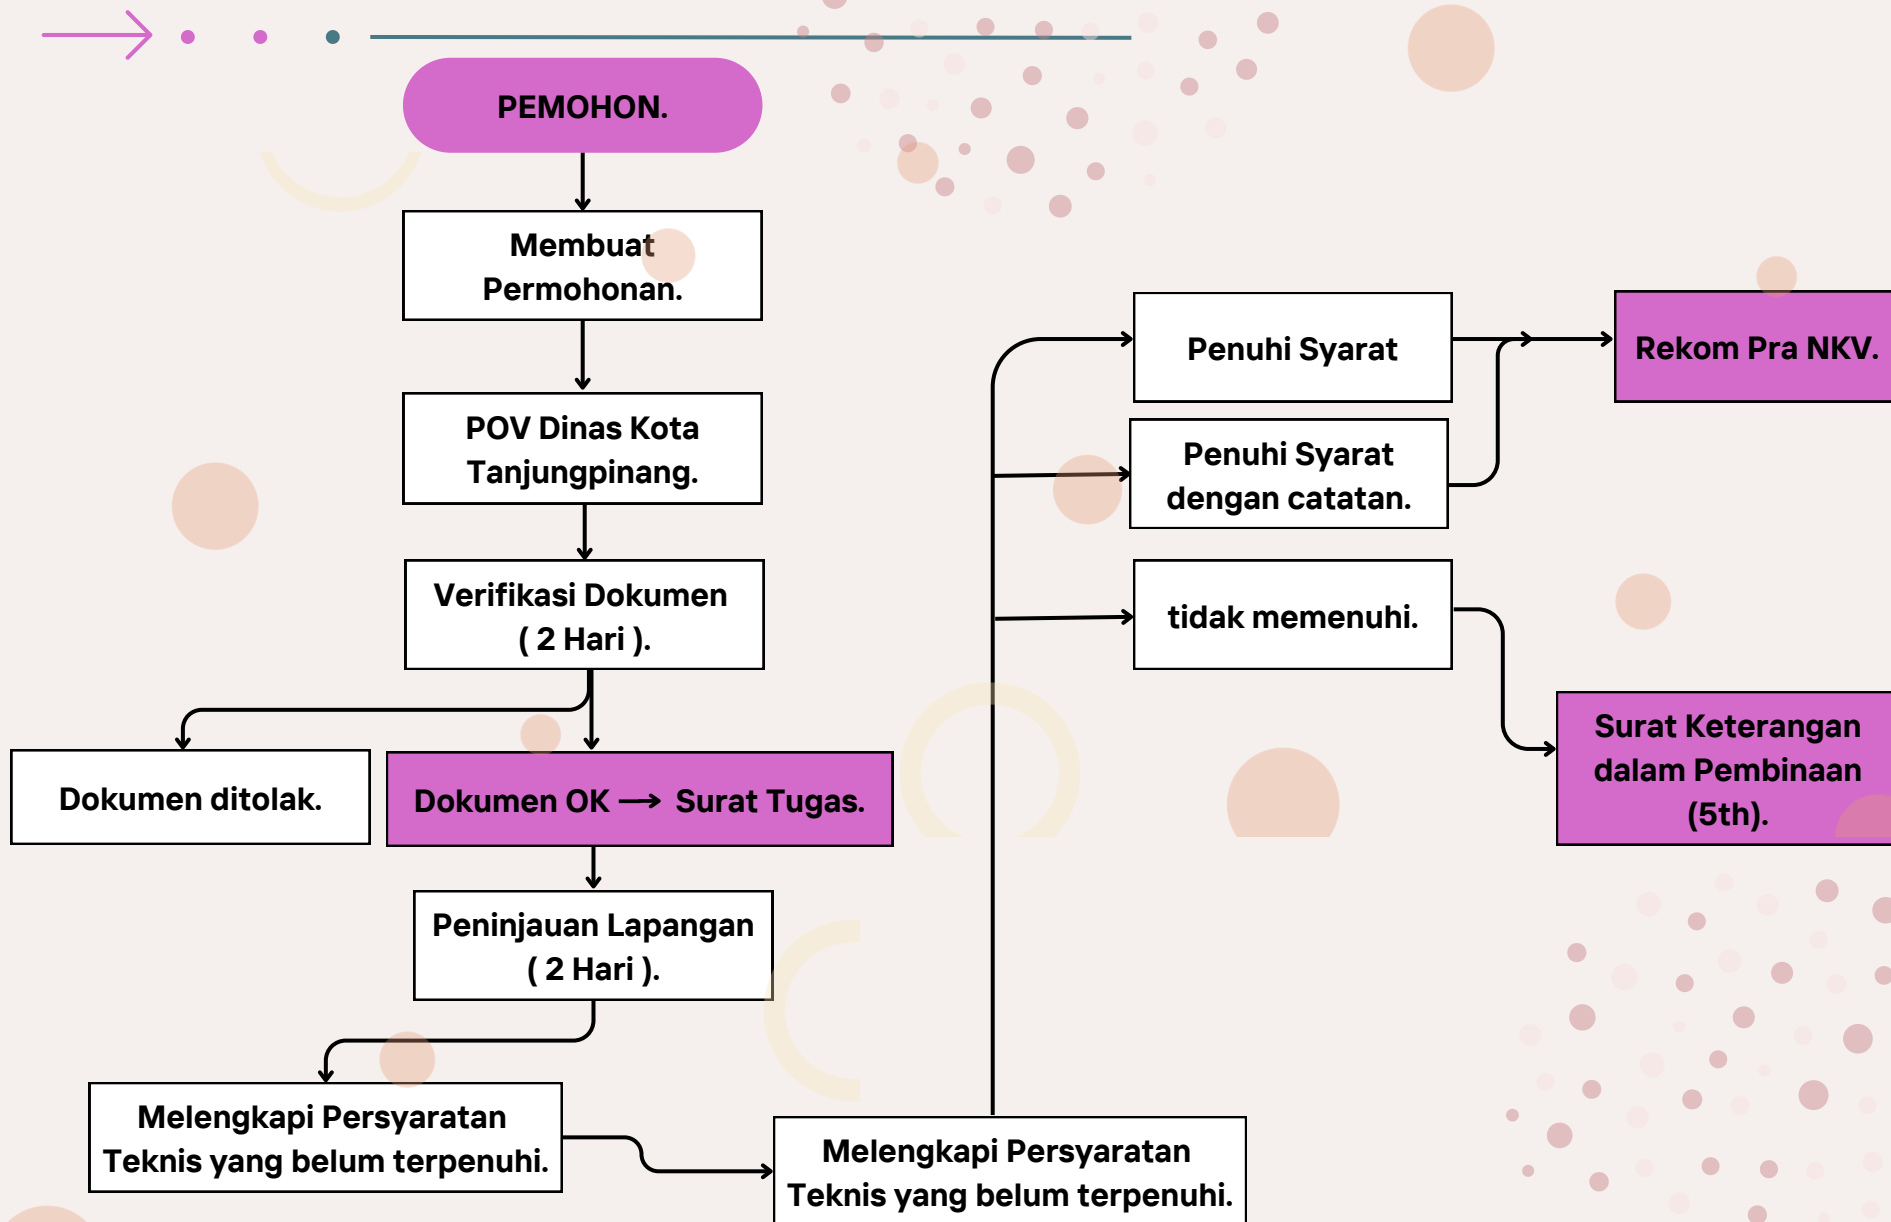 PEMOHON.
Membuat
Permohonan.
POV Dinas Kota
Tanjungpinang.
Verifikasi Dokumen
( 2 Hari ).
Dokumen ditolak.
Dokumen OK → Surat Tugas.
Peninjauan Lapangan
( 2 Hari ).
Melengkapi Persyaratan
Teknis yang belum terpenuhi.
Melengkapi Persyaratan
Teknis yang belum terpenuhi.
Penuhi Syarat
Penuhi Syarat
dengan catatan.
tidak memenuhi.
Rekom Pra NKV.
Surat Keterangan
dalam Pembinaan
(5th).